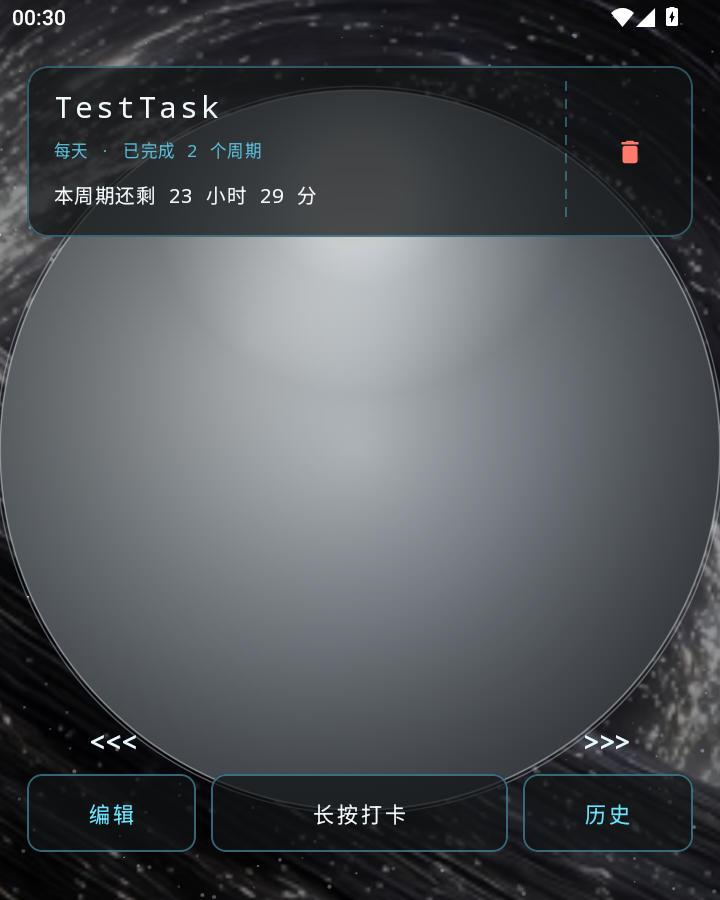 00:30
TestTask
每天 · 已完成 2 个周期
本周期还剩 23 小时 29 分
<<<
>>>
编辑
长按打卡
历史